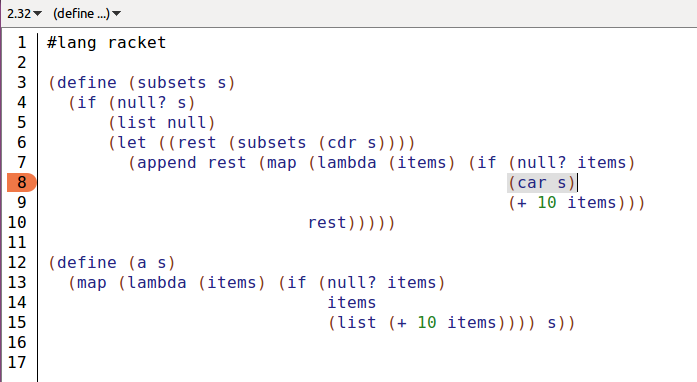 2.32 (define ...)
1 #lang racket
2
3 (define (subsets s)
4 (if (null? s)
5 (list null)
6 (let ((rest (subsets (cdr s))))
7 (append rest (map (lambda (items) (if (null? items)
8 (car s)
9 (+ 10 items)))
10 rest)))))
11
12 (define (a s)
13 (map (lambda (items) (if (null? items)
14 items
15 (list (+ 10 items)))) s))
16
17